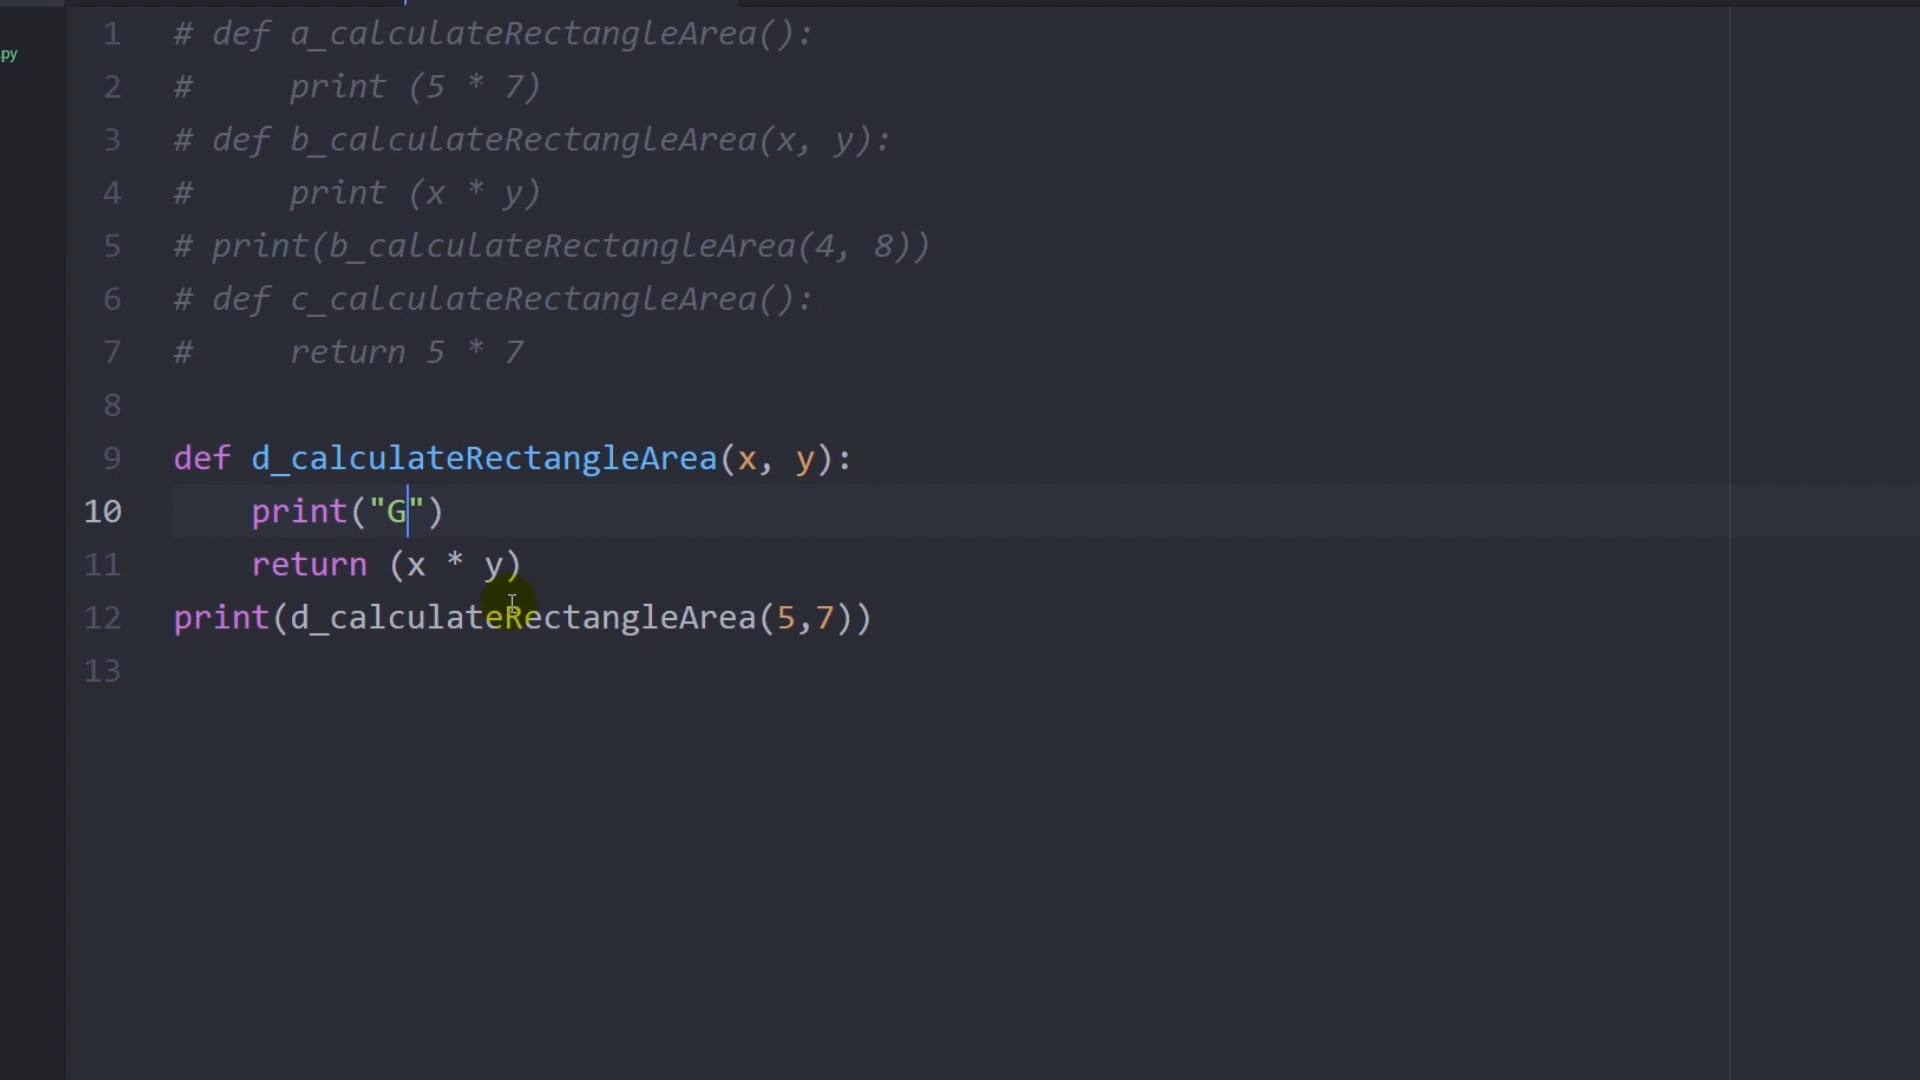 py
1 # def a_calculateRectangleArea():
2 #     print (5 * 7)
3 # def b_calculateRectangleArea(x, y):
4 #     print (x * y)
5 # print(b_calculateRectangleArea(4, 8))
6 # def c_calculateRectangleArea():
7 #     return 5 * 7
8
9 def d_calculateRectangleArea(x, y):
10     print("G")
11     return (x * y)
12 print(d_calculateRectangleArea(5,7))
13